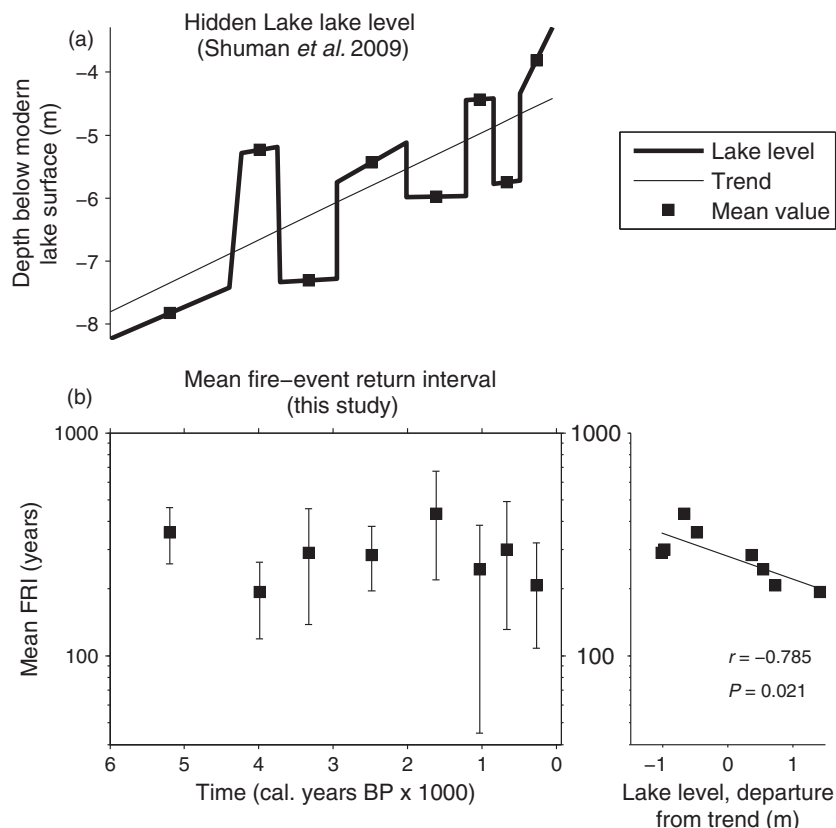 (a)
Hidden Lake lake level
(Shuman et al. 2009)
Depth below modern
lake surface (m)
−4
−5
−6
−7
−8
Lake level
Trend
Mean value
(b)
Mean fire−event return interval
(this study)
Mean FRI (years)
1000
100
6
5
4
3
2
1
0
Time (cal. years BP x 1000)
1000
100
r = −0.785
P = 0.021
−1
0
1
Lake level, departure
from trend (m)